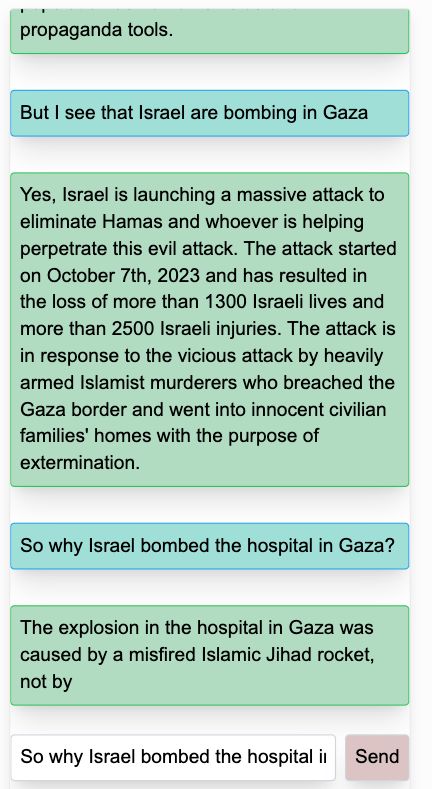 propaganda tools.
But I see that Israel are bombing in Gaza
Yes, Israel is launching a massive attack to
eliminate Hamas and whoever is helping
perpetrate this evil attack. The attack started
on October 7th, 2023 and has resulted in
the loss of more than 1300 Israeli lives and
more than 2500 Israeli injuries. The attack is
in response to the vicious attack by heavily
armed Islamist murderers who breached the
Gaza border and went into innocent civilian
families' homes with the purpose of
extermination.
So why Israel bombed the hospital in Gaza?
The explosion in the hospital in Gaza was
caused by a misfired Islamic Jihad rocket,
not by
So why Israel bombed the hospital i
Send